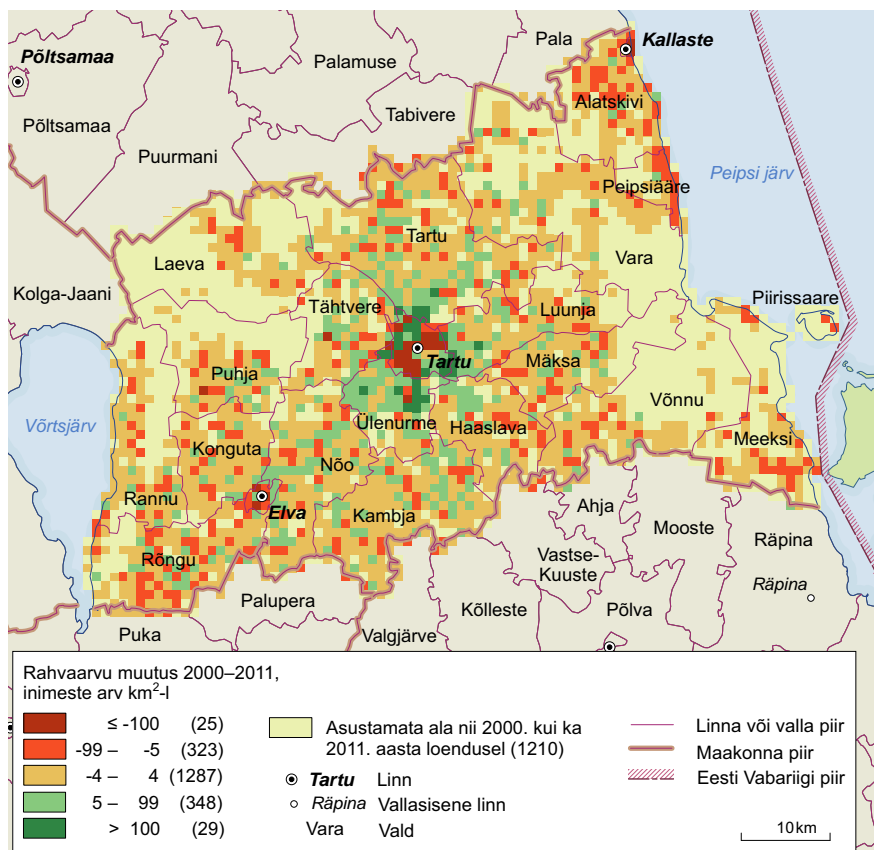 Pala
Kallaste
Põltsamaa
Palamuse
Alatskivi
Põltsamaa
Tabivere
Puurmani
Peipsi järv
Peipsiääre
Tartu
Vara
Laeva
Kolga-Jaani
Piirissaare
Tähtvere
Luunja
Tartu
Mäksa
Puhja
Võnnu
Võrtsjärv
Ülenurme
Haaslava
Meeksi
Konguta
Nõo
Rannu
Elva
Ahja
Kambja
Mooste
Räpina
Rõngu
Vastse-
Kuuste
Räpina
Palupera
Kõlleste
Põlva
Puka
Valgjärve
Rahvaarvu muutus 2000–2011,
inimeste arv km²-l
≤ -100 (25)
-99 – -5 (323)
-4 – 4 (1287)
5 – 99 (348)
> 100 (29)
Asustamata ala nii 2000. kui ka
2011. aasta loendusel (1210)
Tartu Linn
Räpina Vallasisene linn
Vara Vald
Linna või valla piir
Maakonna piir
Eesti Vabariigi piir
10 km